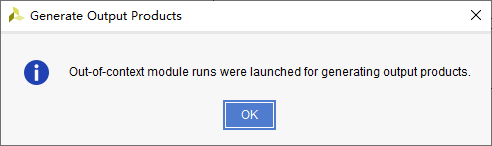 Generate Output Products
Out-of-context module runs were launched for generating output products.
OK